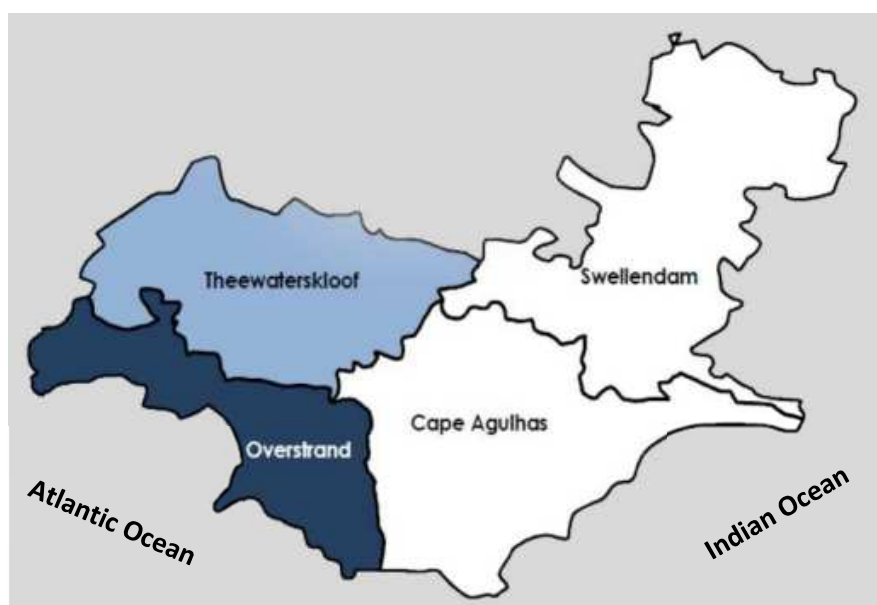 Theewaterskloof
Swellendam
Cape Agulhas
Overstrand
Atlantic Ocean
Indian Ocean